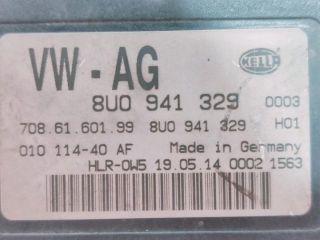 VW-AG
HELLA
8U0 941 329 0003
708.61.601.99 8U0 941 329 H01
010 114-40 AF Made in Germany
HLR-0W5 19.05.14 0002 1563